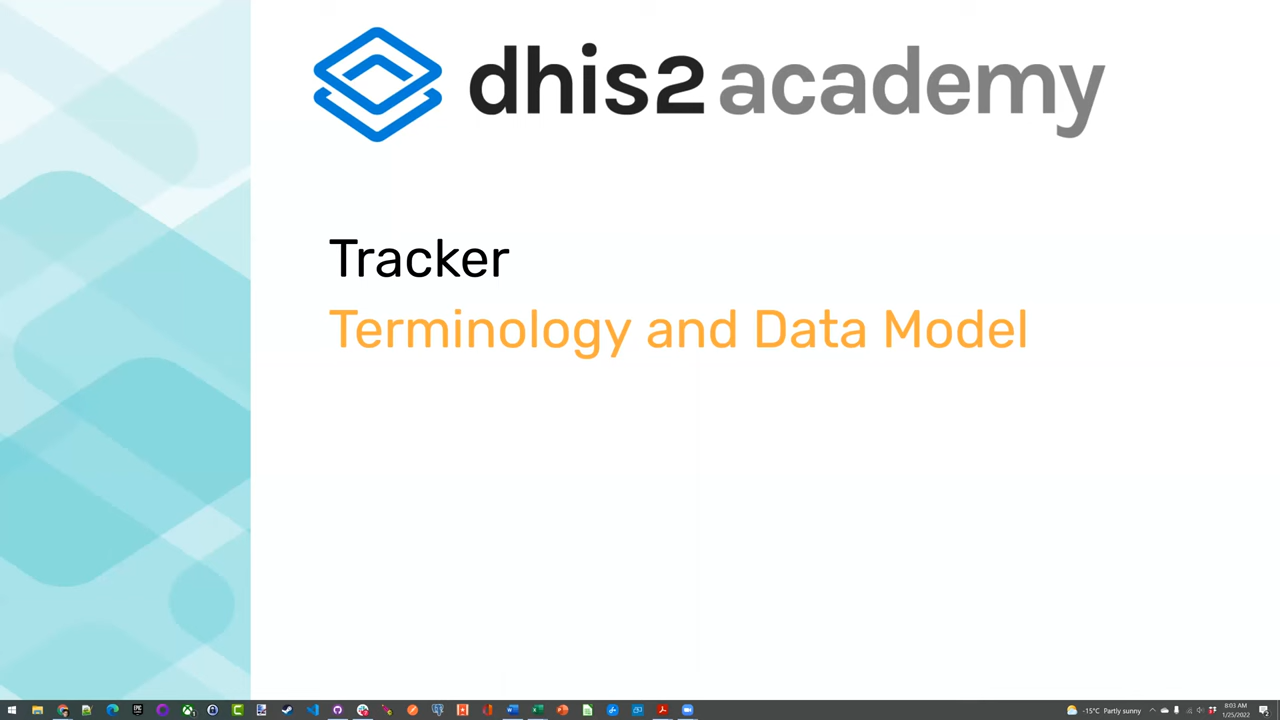 dhis2 academy
Tracker
Terminology and Data Model
-15°C Partly sunny
8:03 AM
1/25/2022